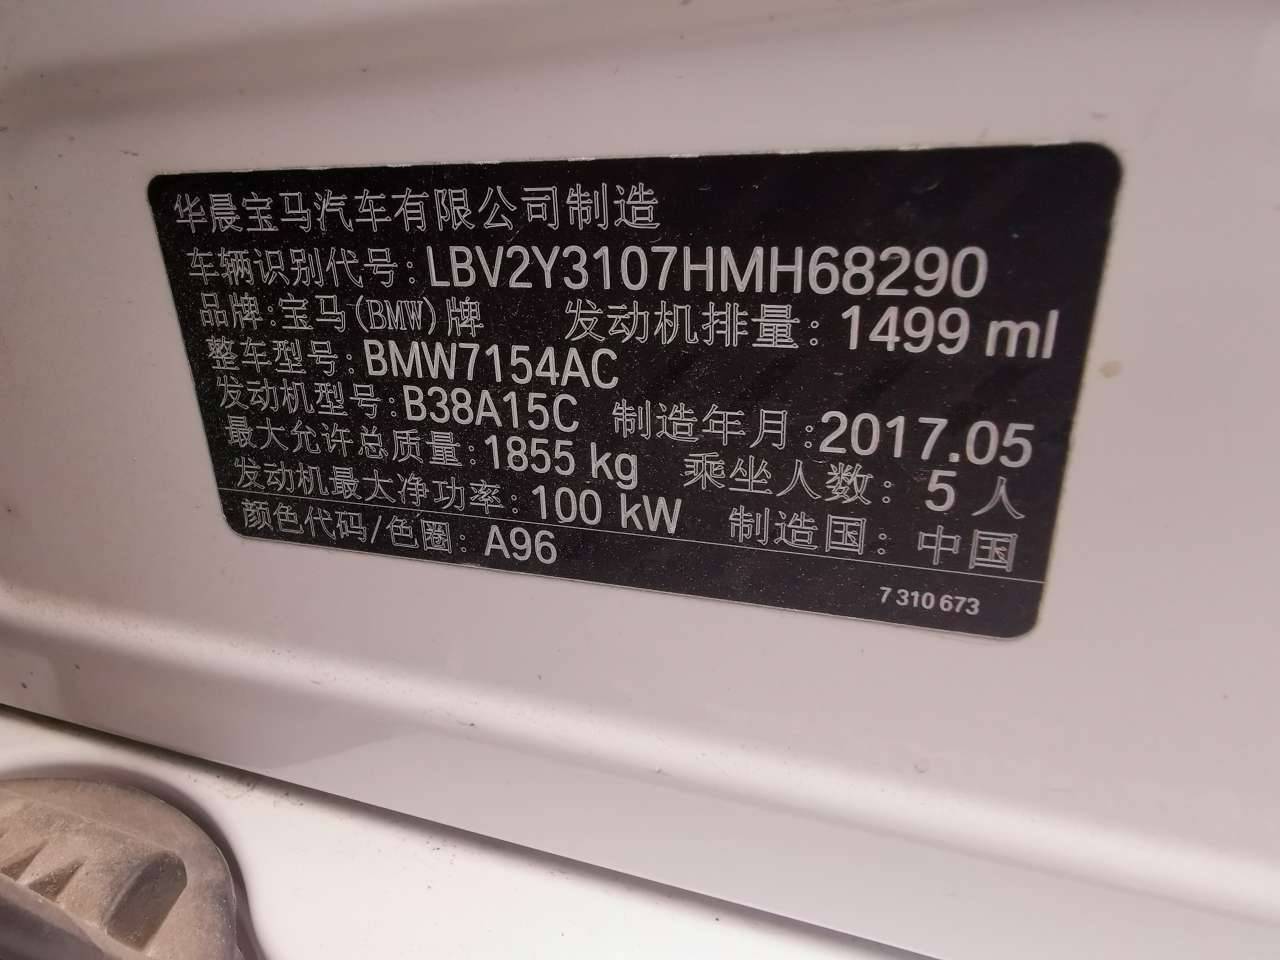 华晨宝马汽车有限公司制造
车辆识别代号: LBV2Y3107HMH68290
品牌:宝马(BMW)牌 发动机排量: 1499 ml
整车型号: BMW7154AC
发动机型号: B38A15C 制造年月: 2017.05
最大允许总质量: 1855 kg 乘坐人数: 5 人
发动机最大净功率: 100 kW 制造国: 中国
颜色代码/色圈: A96
7 310 673